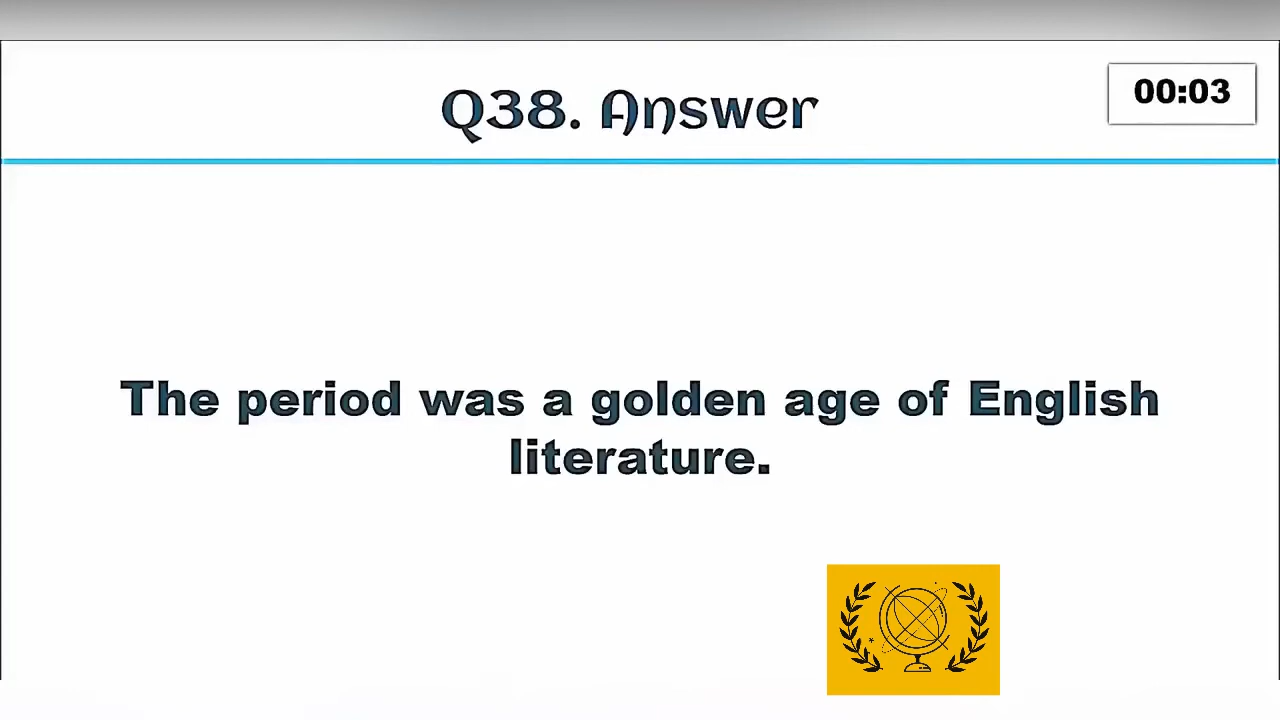 Q38. Answer
00:03
The period was a golden age of English
literature.